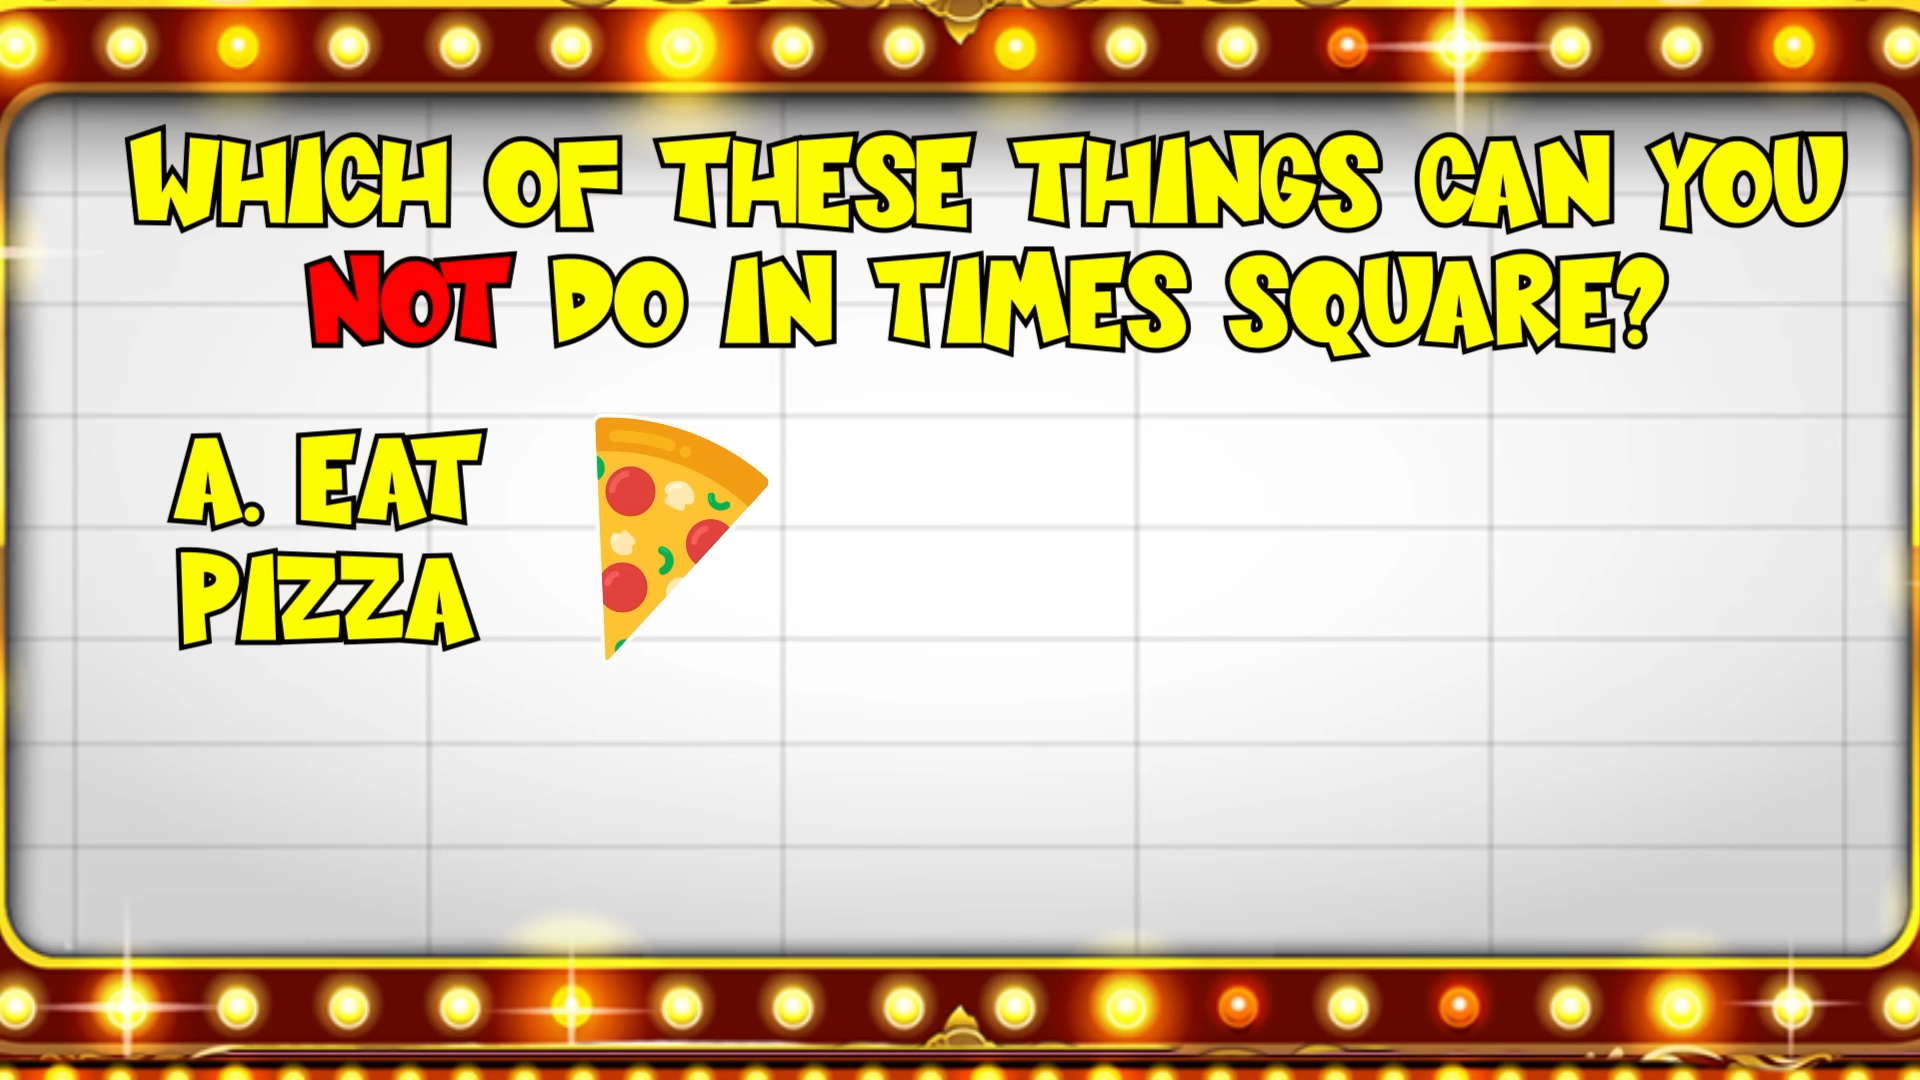 WHICH OF THESE THINGS CAN YOU
NOT DO IN TIMES SQUARE?
A. EAT
PIZZA